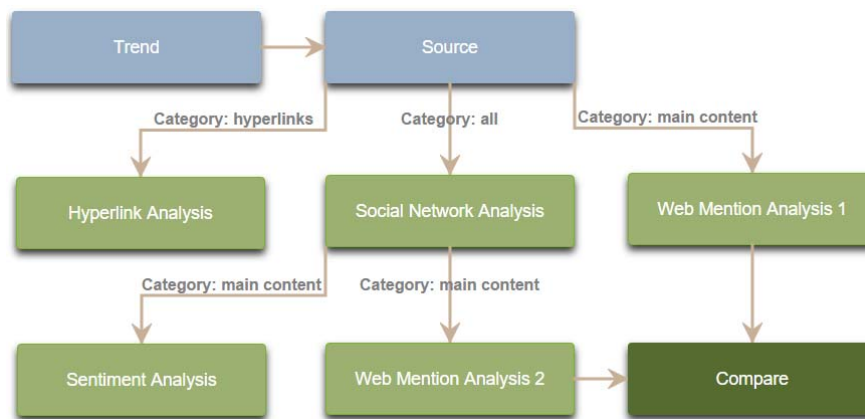 Trend
Source
Category: hyperlinks
Category: all
Category: main content
Hyperlink Analysis
Social Network Analysis
Web Mention Analysis 1
Category: main content
Category: main content
Sentiment Analysis
Web Mention Analysis 2
Compare